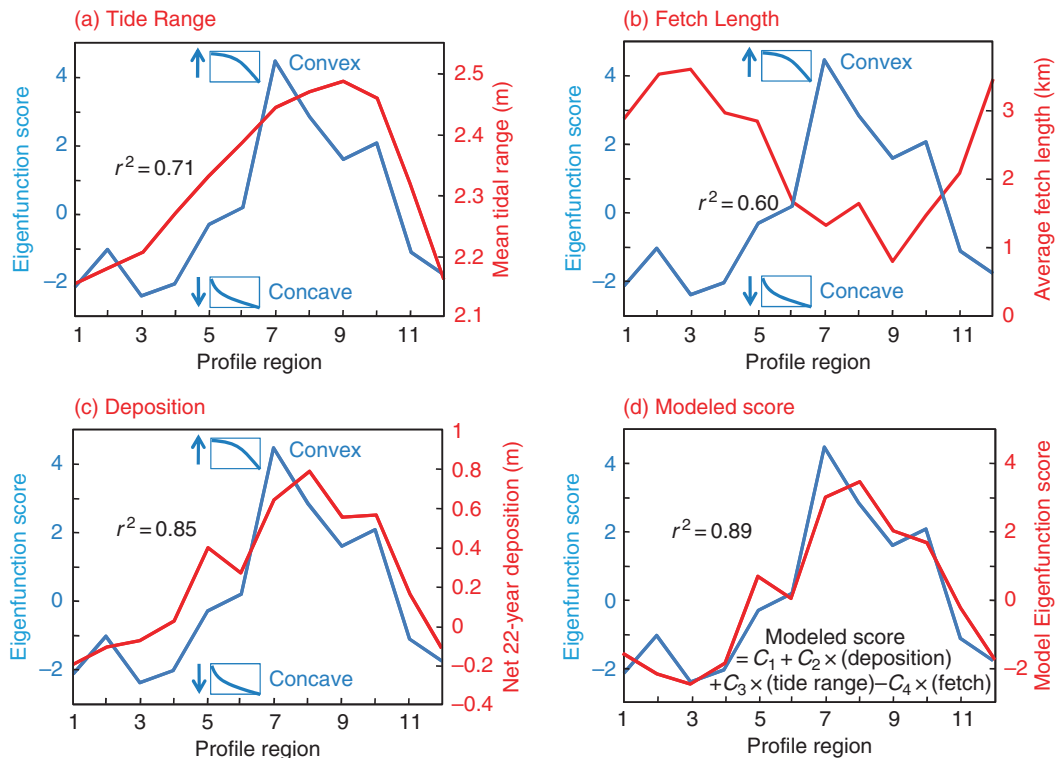 (a) Tide Range
Eigenfunction score
4
2
0
–2
Convex
r² = 0.71
Concave
2.5
2.4
2.3
2.2
2.1
Mean tidal range (m)
1 3 5 7 9 11
Profile region
(b) Fetch Length
Eigenfunction score
4
2
0
–2
Convex
r² = 0.60
Concave
3
2
1
0
Average fetch length (km)
1 3 5 7 9 11
Profile region
(c) Deposition
Eigenfunction score
4
2
0
–2
Convex
r² = 0.85
Concave
1
0.8
0.6
0.4
0.2
0
–0.2
–0.4
Net 22-year deposition (m)
1 3 5 7 9 11
Profile region
(d) Modeled score
Eigenfunction score
4
2
0
–2
r² = 0.89
Modeled score
= C₁ + C₂ × (deposition)
+C₃ × (tide range) – C₄ × (fetch)
4
2
0
–2
Model Eigenfunction score
1 3 5 7 9 11
Profile region